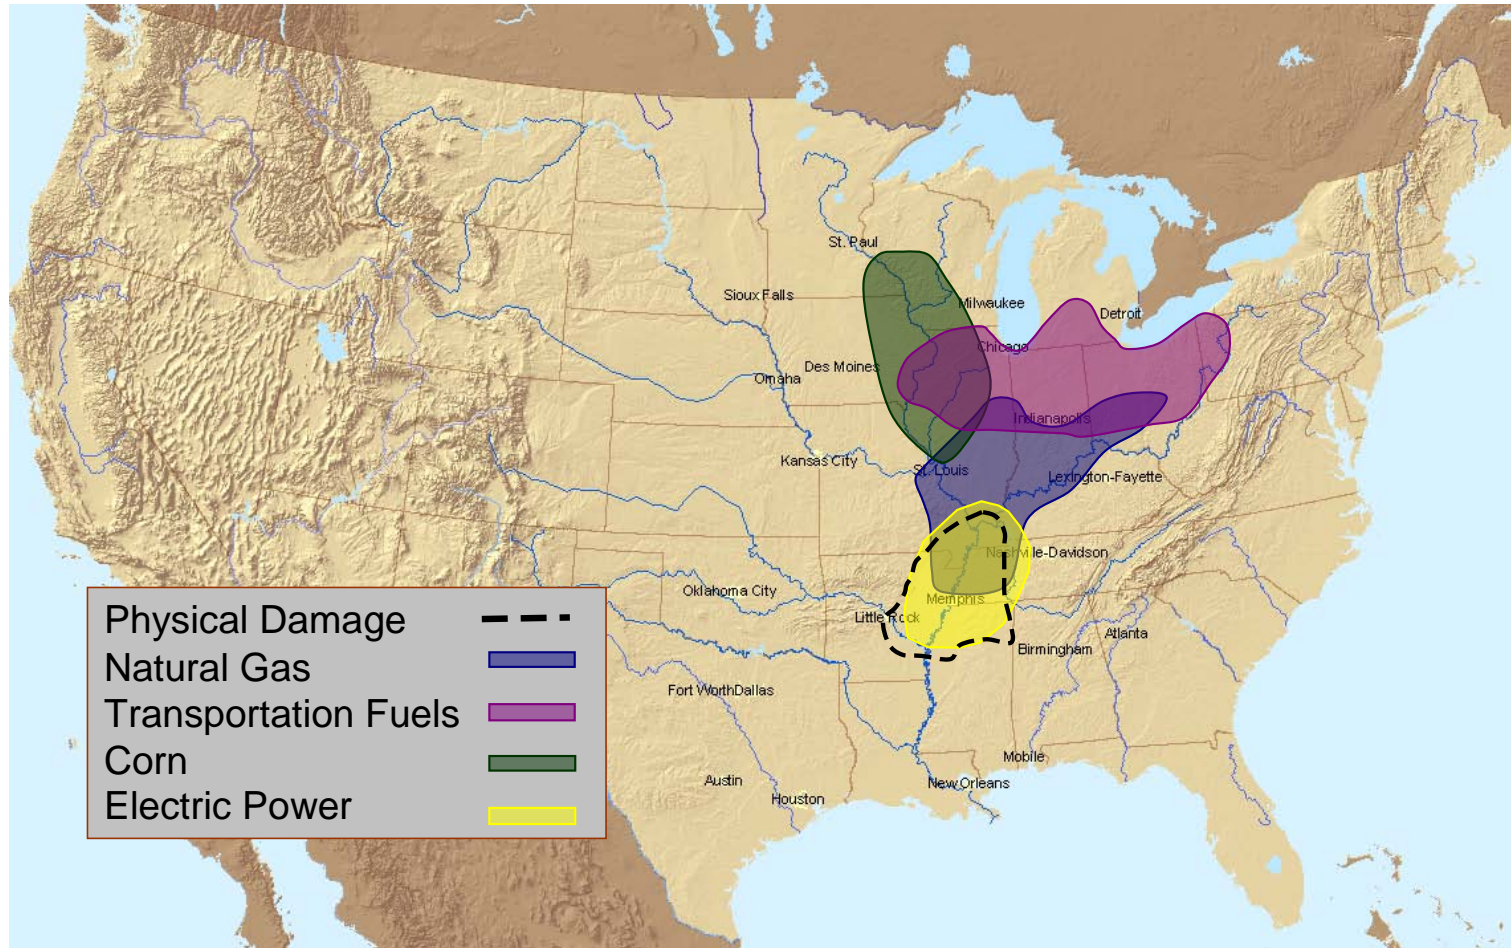 St. Paul
Sioux Falls
Milwaukee
Detroit
Chicago
Des Moines
Omaha
Indianapolis
Kansas City
St. Louis
Lexington-Fayette
Nashville-Davidson
Oklahoma City
Memphis
Little Rock
Atlanta
Birmingham
Fort Worth Dallas
Mobile
Austin
New Orleans
Houston
Physical Damage
Natural Gas
Transportation Fuels
Corn
Electric Power